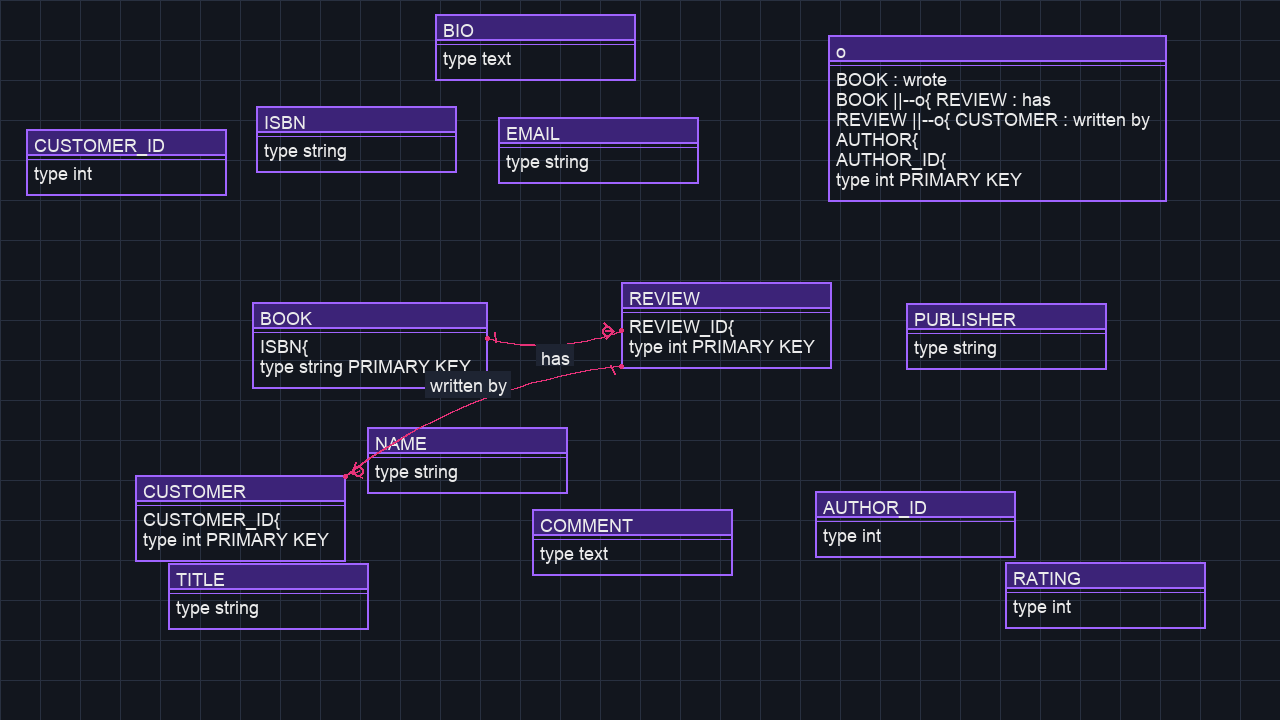 BIO
type text
o
BOOK : wrote
BOOK ||--o{ REVIEW : has
REVIEW ||--o{ CUSTOMER : written by
AUTHOR{
AUTHOR_ID{
type int PRIMARY KEY
ISBN
type string
EMAIL
type string
CUSTOMER_ID
type int
BOOK
ISBN{
type string PRIMARY KEY
has
REVIEW
REVIEW_ID{
type int PRIMARY KEY
PUBLISHER
type string
written by
NAME
type string
CUSTOMER
CUSTOMER_ID{
type int PRIMARY KEY
COMMENT
type text
AUTHOR_ID
type int
TITLE
type string
RATING
type int